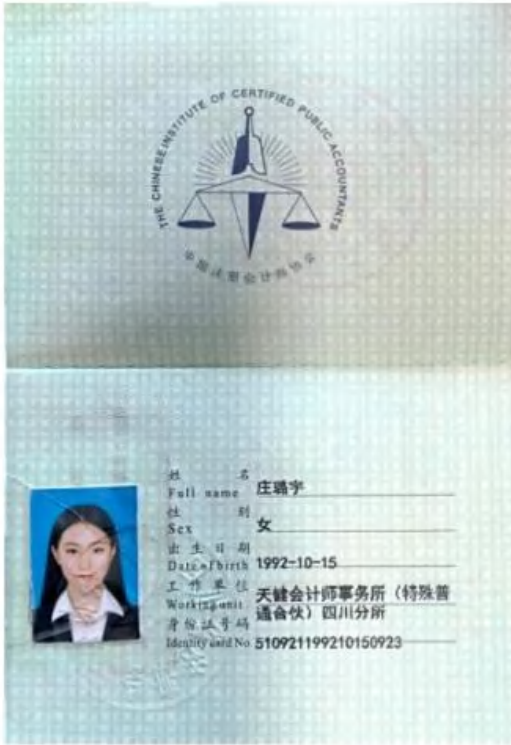 THE CHINESE INSTITUTE OF CERTIFIED PUBLIC ACCOUNTANTS
中国注册会计师协会
姓 名
Full name 庄璐宇
性 别
Sex 女
出 生 日 期
Date of birth 1992-10-15
工 作 单 位
Working unit 天健会计师事务所（特殊普
通合伙）四川分所
身份证号码
Identity card No 510921199210150923